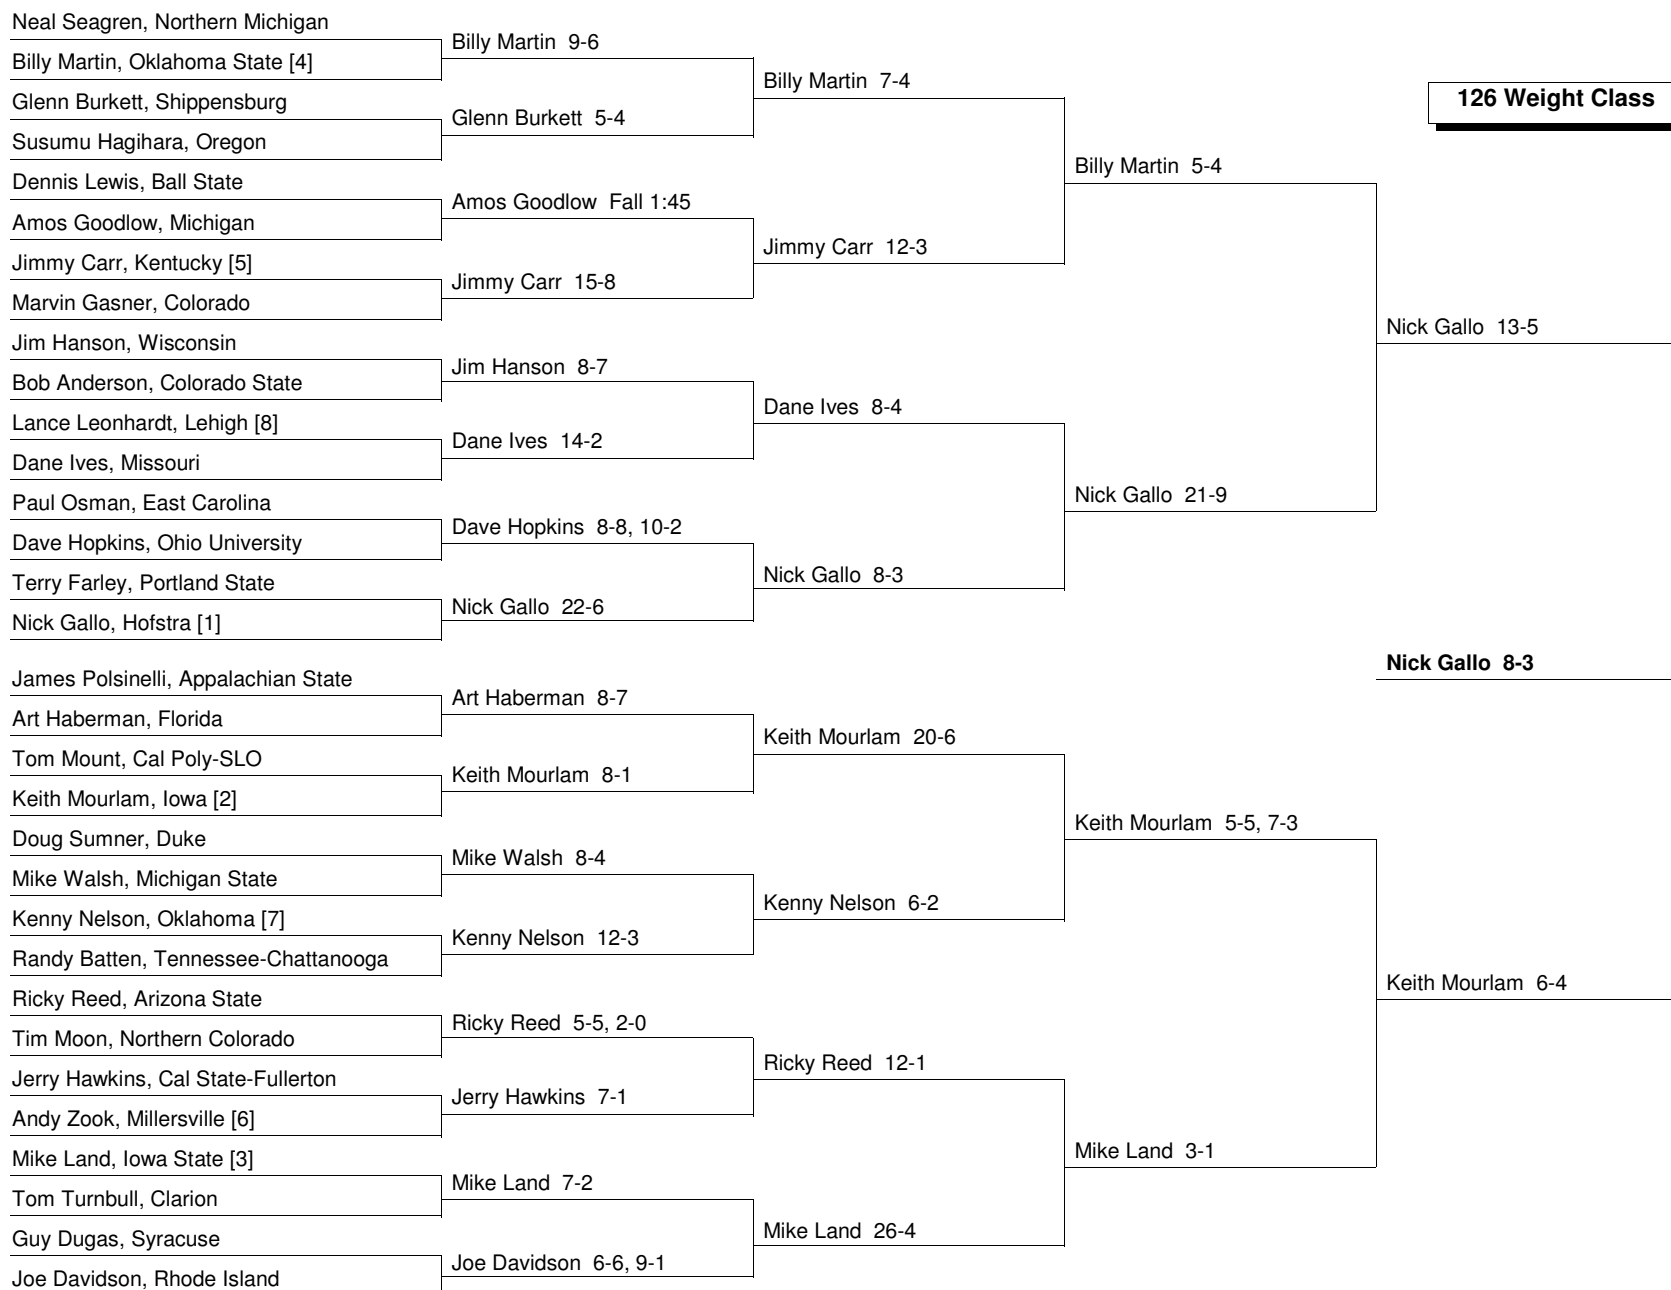 Neal Seagren, Northern Michigan
Billy Martin, Oklahoma State [4]
Glenn Burkett, Shippensburg
Susumu Hagihara, Oregon
Dennis Lewis, Ball State
Amos Goodlow, Michigan
Jimmy Carr, Kentucky [5]
Marvin Gasner, Colorado
Jim Hanson, Wisconsin
Bob Anderson, Colorado State
Lance Leonhardt, Lehigh [8]
Dane Ives, Missouri
Paul Osman, East Carolina
Dave Hopkins, Ohio University
Terry Farley, Portland State
Nick Gallo, Hofstra [1]
James Polsinelli, Appalachian State
Art Haberman, Florida
Tom Mount, Cal Poly-SLO
Keith Mourlam, Iowa [2]
Doug Sumner, Duke
Mike Walsh, Michigan State
Kenny Nelson, Oklahoma [7]
Randy Batten, Tennessee-Chattanooga
Ricky Reed, Arizona State
Tim Moon, Northern Colorado
Jerry Hawkins, Cal State-Fullerton
Andy Zook, Millersville [6]
Mike Land, Iowa State [3]
Tom Turnbull, Clarion
Guy Dugas, Syracuse
Joe Davidson, Rhode Island
Billy Martin 9-6
Glenn Burkett 5-4
Amos Goodlow Fall 1:45
Jimmy Carr 15-8
Jim Hanson 8-7
Dane Ives 14-2
Dave Hopkins 8-8, 10-2
Nick Gallo 22-6
Art Haberman 8-7
Keith Mourlam 8-1
Mike Walsh 8-4
Kenny Nelson 12-3
Ricky Reed 5-5, 2-0
Jerry Hawkins 7-1
Mike Land 7-2
Joe Davidson 6-6, 9-1
Billy Martin 7-4
Jimmy Carr 12-3
Dane Ives 8-4
Nick Gallo 8-3
Keith Mourlam 20-6
Kenny Nelson 6-2
Ricky Reed 12-1
Mike Land 26-4
Billy Martin 5-4
Nick Gallo 21-9
Keith Mourlam 5-5, 7-3
Mike Land 3-1
126 Weight Class
Nick Gallo 13-5
Nick Gallo 8-3
Keith Mourlam 6-4